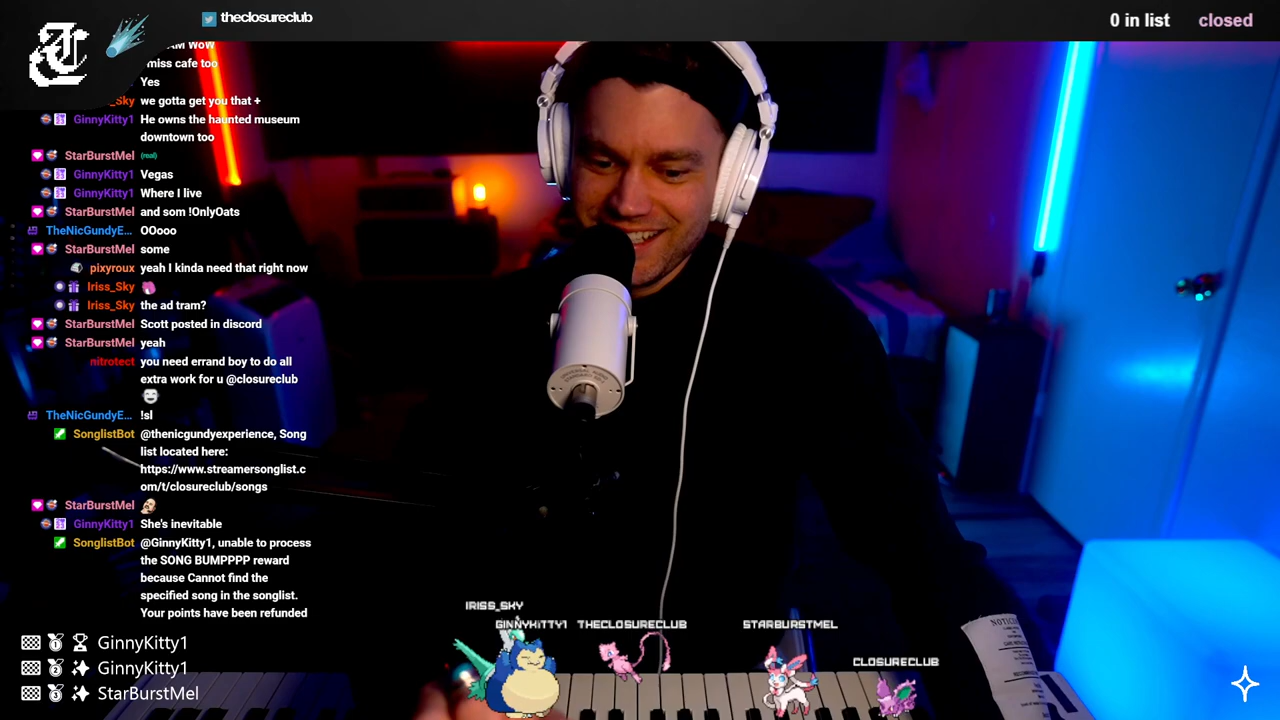 theclosureclub
0 in list
closed
AM WoW
miss cafe too
Yes
Sky we gotta get you that +
GinnyKitty1 He owns the haunted museum
downtown too
StarBurstMel (real)
GinnyKitty1 Vegas
GinnyKitty1 Where I live
StarBurstMel and som !OnlyOats
TheNicGundyE... OOooo
StarBurstMel some
pixyroux yeah I kinda need that right now
Iriss_Sky
Iriss_Sky the ad tram?
StarBurstMel Scott posted in discord
StarBurstMel yeah
nitrotect you need errand boy to do all
extra work for u @closureclub
TheNicGundyE... !sl
SonglistBot @thenicgundyexperience, Song
list located here:
https://www.streamersonglist.c
om/t/closureclub/songs
StarBurstMel
GinnyKitty1 She's inevitable
SonglistBot @GinnyKitty1, unable to process
the SONG BUMPPPP reward
because Cannot find the
specified song in the songlist.
Your points have been refunded
GinnyKitty1
GinnyKitty1
StarBurstMel
IRISS_SKY
GINNYKITTY1 THECLOSURECLUB STARBURSTMEL
CLOSURECLUB